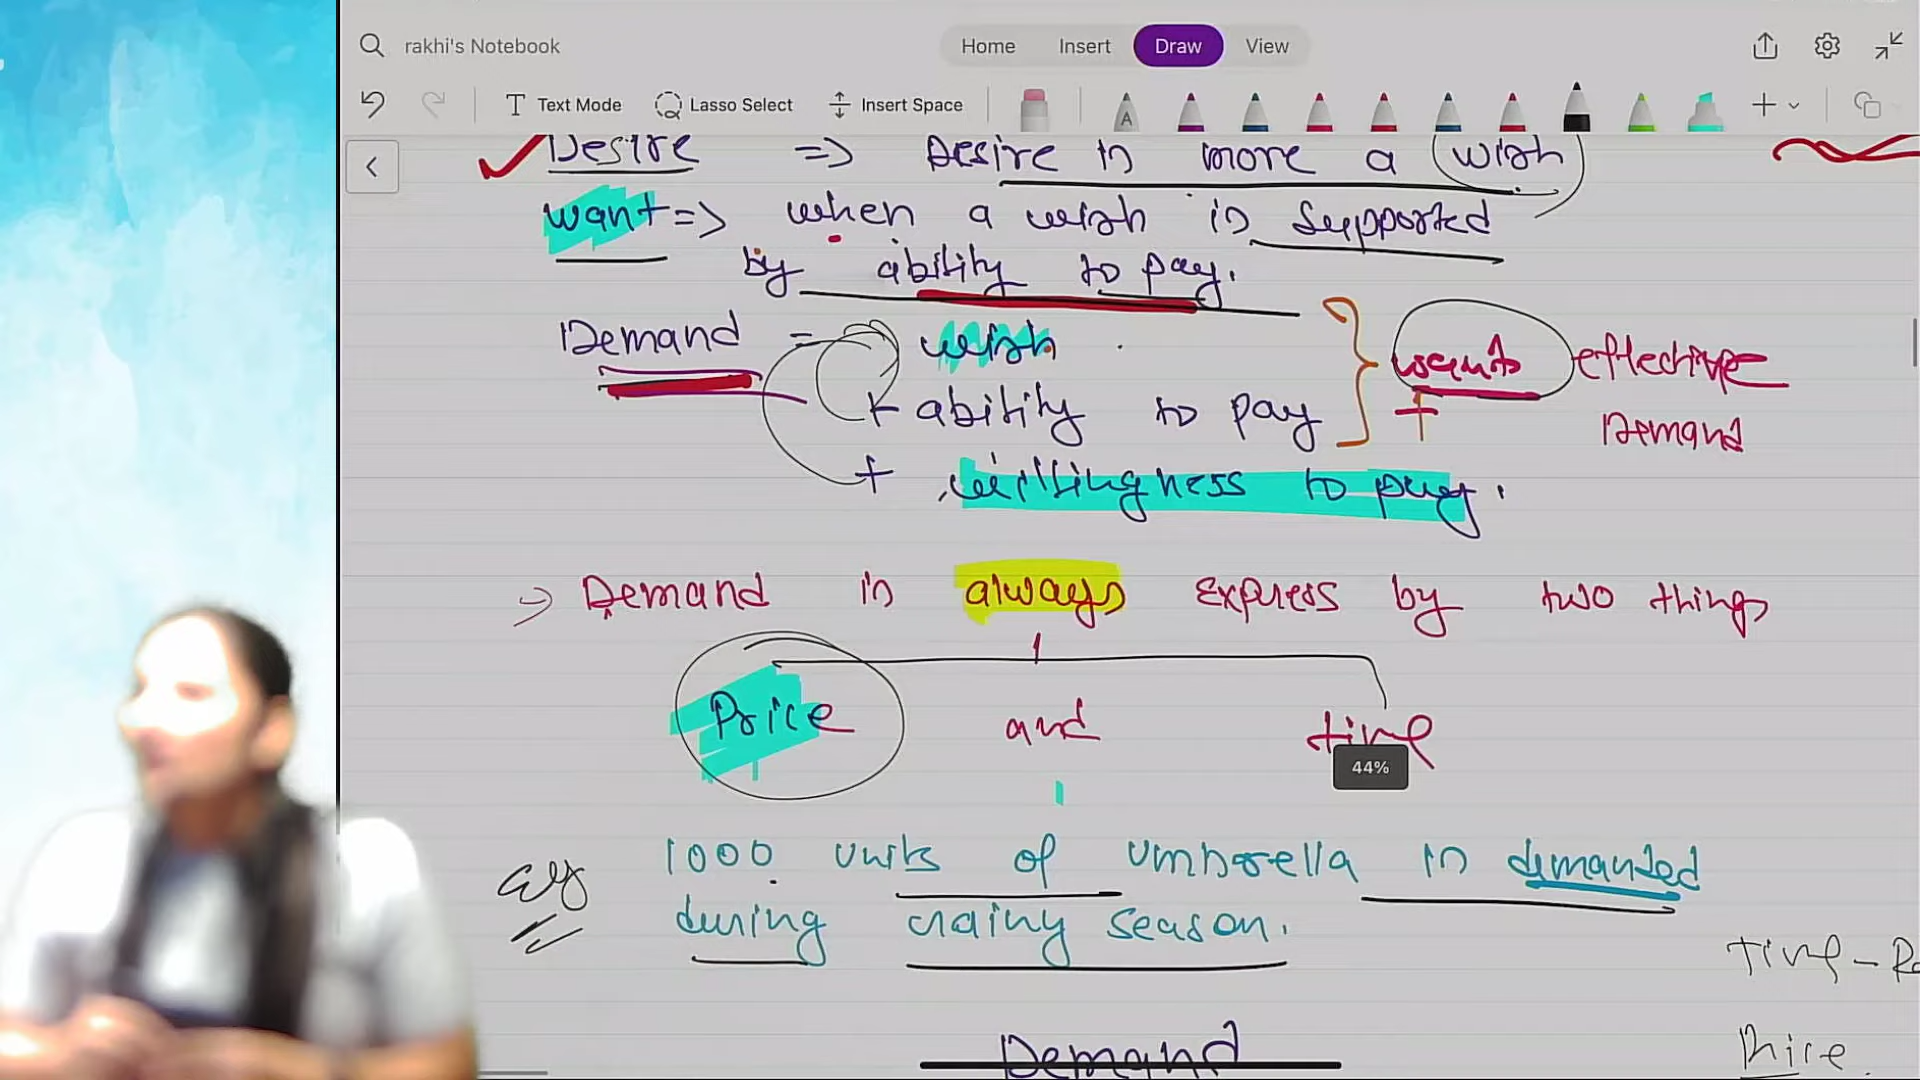 rakhi's Notebook
Home Insert Draw View
Text Mode Lasso Select Insert Space
A
Desire => Desire is more a wish
want => when a wish is supported
by ability to pay.
Demand = wish
+ ability to pay
+ willingness to pay.
wants effective
+ Demand
=> Demand is always express by two things
Price and time
44%
eg 1000 units of umbrella is demanded
during rainy season.
Time - Ra
Demand
Price